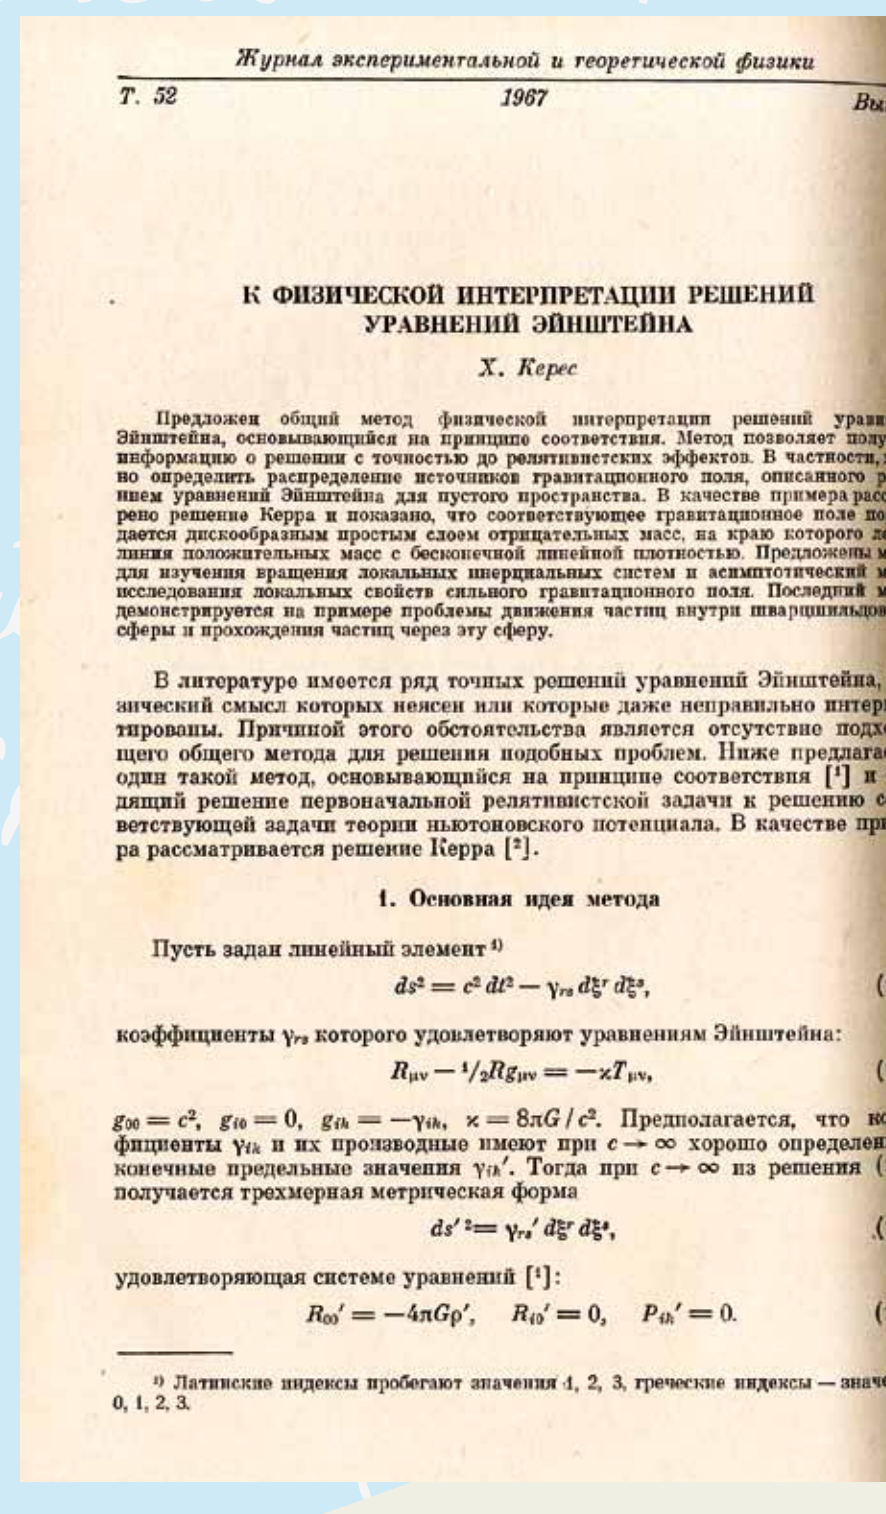 Журнал экспериментальной и теоретической физики
Т. 52 1967
К ФИЗИЧЕСКОЙ ИНТЕРПРЕТАЦИИ РЕШЕНИЙ
УРАВНЕНИЙ ЭЙНШТЕЙНА
Х. Керес
Предложен общий метод физической интерпретации решений
Эйнштейна, основывающийся на принципе соответствия. Метод позволяет
информацию о решении с точностью до релятивистских эффектов. В частности,
но определить распределение источников гравитационного поля, описанного
нием уравнений Эйнштейна для пустого пространства. В качестве примера
рено решение Керра и показано, что соответствующее гравитационное поле
дается дискообразным простым слоем отрицательных масс, на краю которого
линия положительных масс с бесконечной линейной плотностью. Предложены
для изучения вращения локальных инерциальных систем и асимптотический
исследования локальных свойств сильного гравитационного поля. Последний
демонстрируется на примере проблемы движения частиц внутри
сферы и прохождения частиц через эту сферу.
В литературе имеется ряд точных решений уравнений Эйнштейна,
зический смысл которых неясен или которые даже неправильно
тированы. Причиной этого обстоятельства является отсутствие
щего общего метода для решения подобных проблем. Ниже
один такой метод, основывающийся на принципе соответствия [¹] и
дящий решение первоначальной релятивистской задачи к решению
ветствующей задачи теории ньютоновского потенциала. В качестве
ра рассматривается решение Керра [²].
1. Основная идея метода
Пусть задан линейный элемент ¹⁾
ds² = c² dt² — γrs dξʳ dξˢ,
коэффициенты γrs которого удовлетворяют уравнениям Эйнштейна:
Rμν — ¹/₂Rgμν = —ϰTμν,
g₀₀ = c², gi0 = 0, gik = —γik, ϰ = 8πG / c². Предполагается, что
фициенты γik и их производные имеют при c → ∞ хорошо
конечные предельные значения γik′. Тогда при c → ∞ из решения
получается трехмерная метрическая форма
ds′ ² = γrs′ dξʳ dξˢ,
удовлетворяющая системе уравнений [¹]:
R₀₀′ = —4πGρ′, Ri0′ = 0, Pik′ = 0.
¹⁾ Латинские индексы пробегают значения 1, 2, 3, греческие индексы —
0, 1, 2, 3.